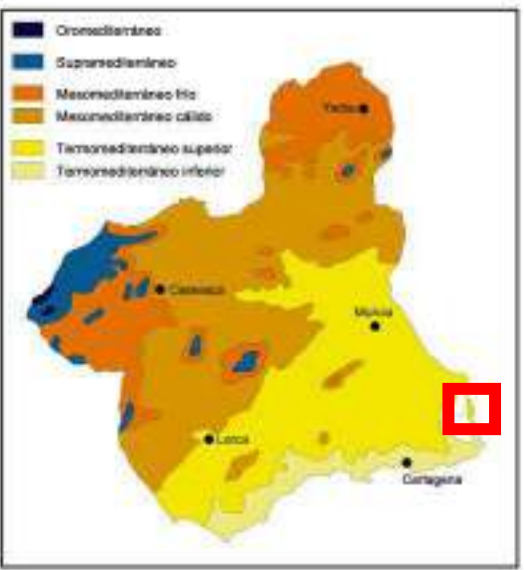 Oromediterráneo
Supramediterráneo
Mesomediterráneo frío
Mesomediterráneo cálido
Termomediterráneo superior
Termomediterráneo inferior
Yecla
Caravaca
Murcia
Lorca
Cartagena